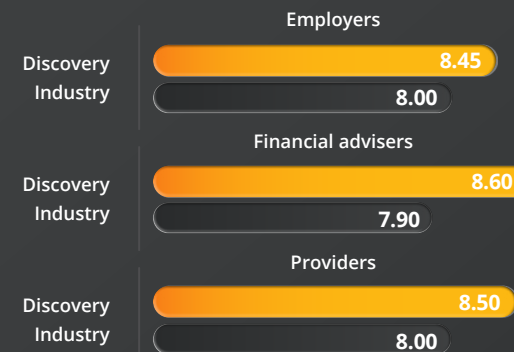 Employers
Discovery 8.45
Industry 8.00
Financial advisers
Discovery 8.60
Industry 7.90
Providers
Discovery 8.50
Industry 8.00